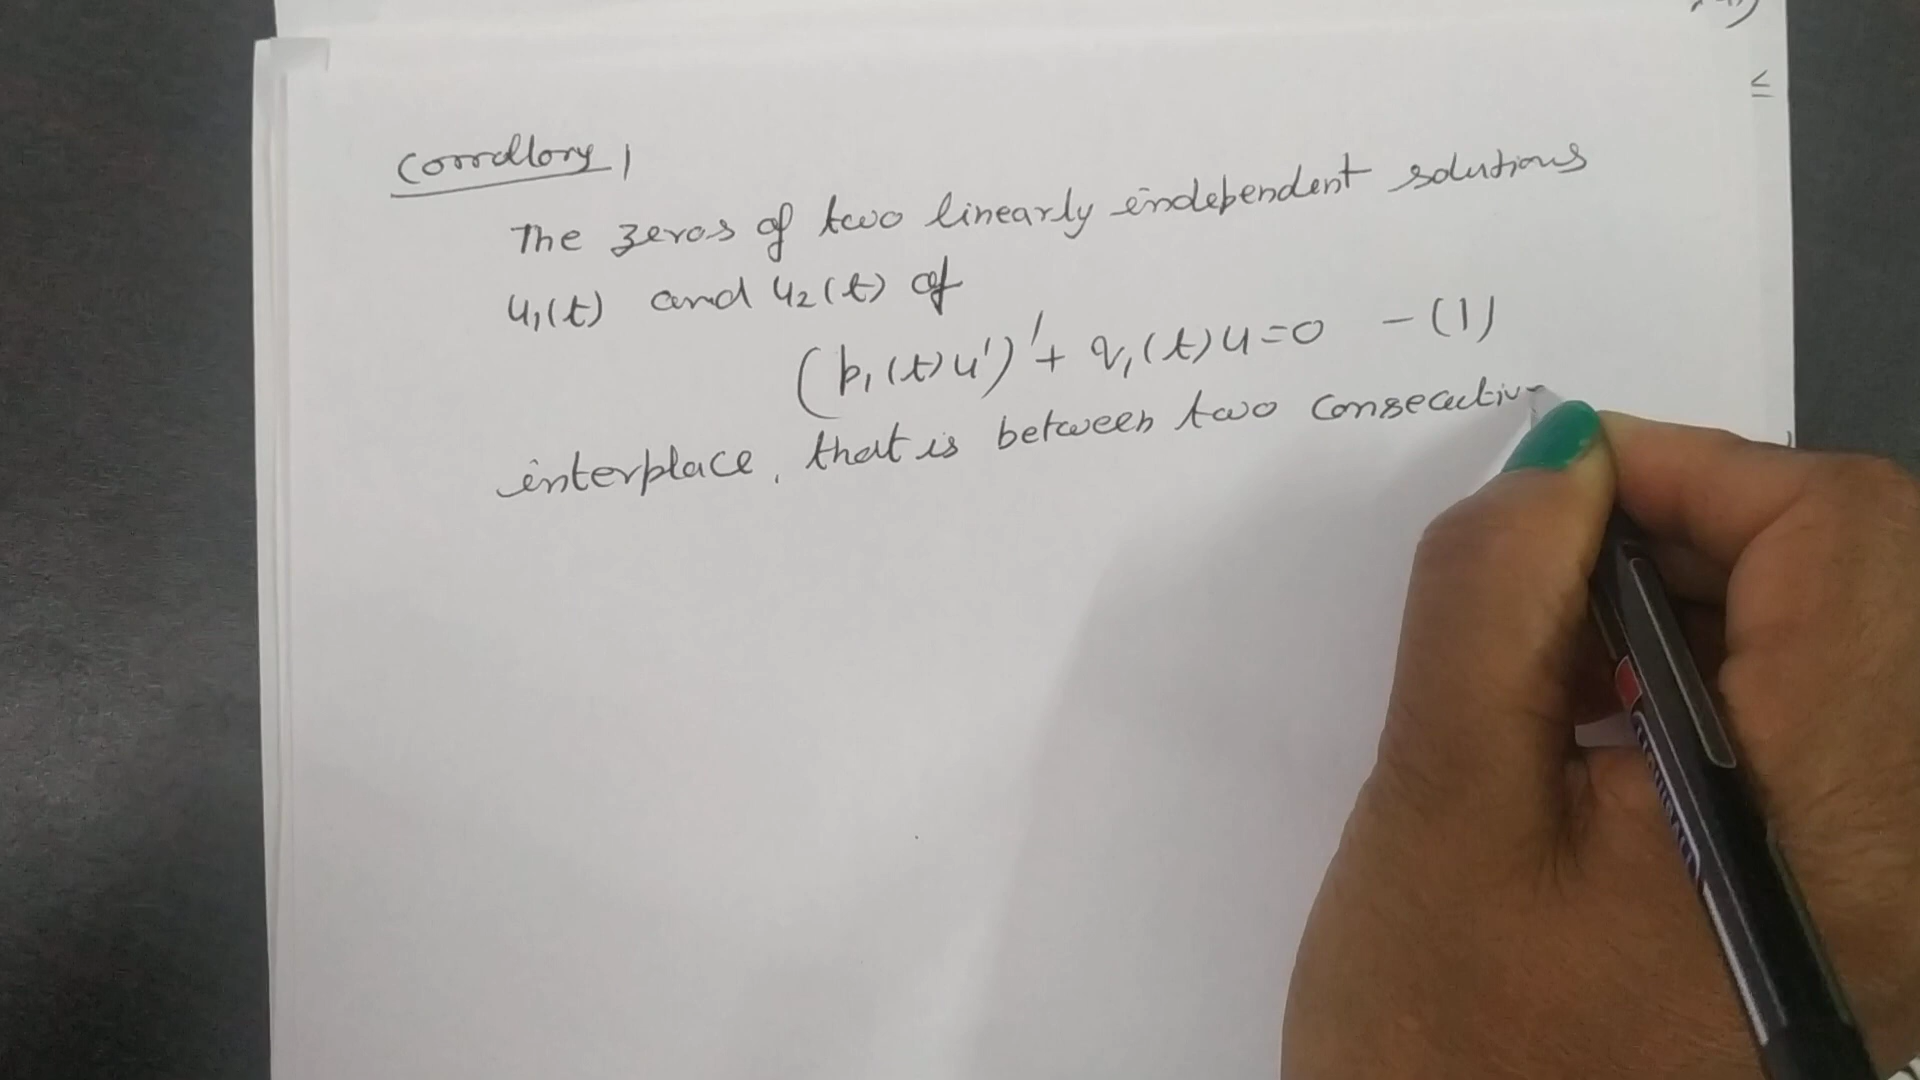 ≤
Corrollory 1
The zeros of two linearly independent solutions
u₁(t) and u₂(t) of
(p₁(t)u')' + q₁(t)u=0 -(1)
interplace, that is between two consecutive